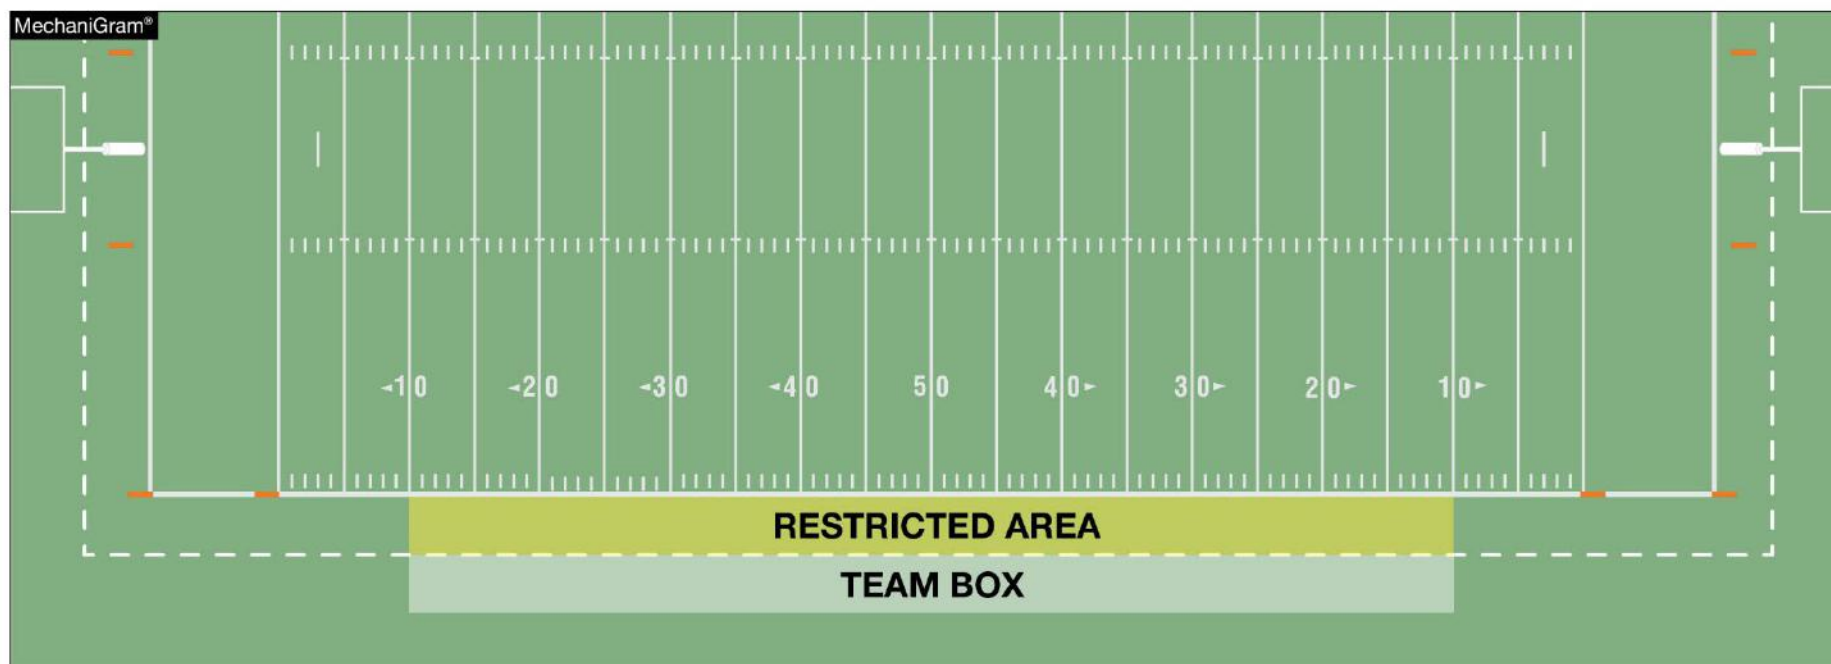 MechaniGram®
◄10 ◄20 ◄30 ◄40 50 40► 30► 20► 10►
RESTRICTED AREA
TEAM BOX